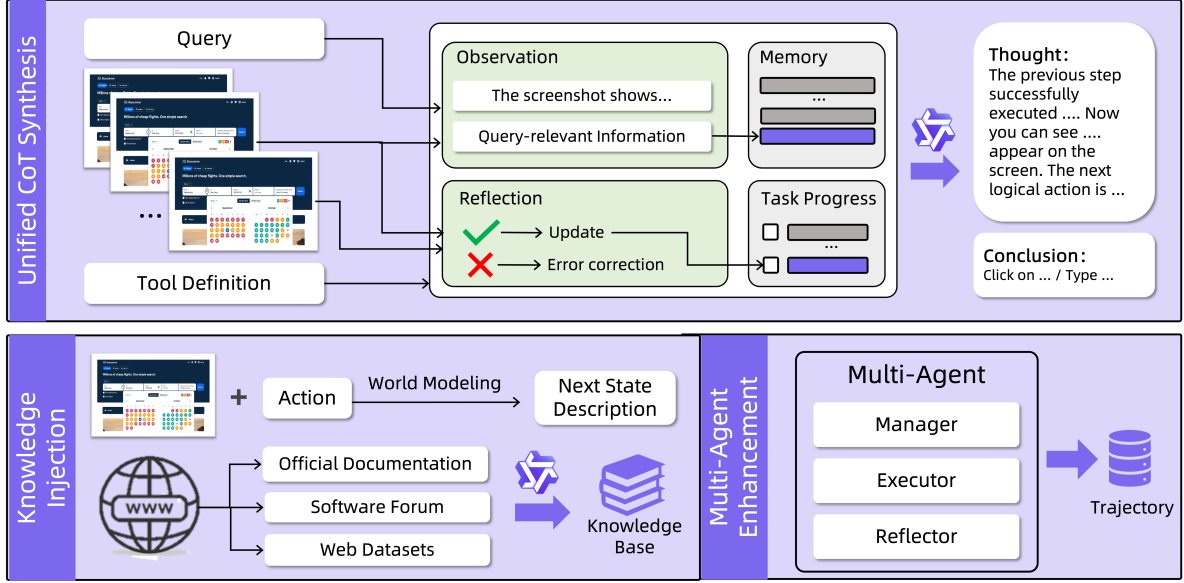 Unified CoT Synthesis
Query
Tool Definition
...
Observation
The screenshot shows...
Query-relevant Information
Memory
...
Reflection
Update
Error correction
Task Progress
...
Thought:
The previous step
successfully
executed .... Now
you can see ....
appear on the
screen. The next
logical action is ...
Conclusion:
Click on ... / Type ...
Knowledge
Injection
+
Action
World Modeling
Next State
Description
WWW
Official Documentation
Software Forum
Web Datasets
Knowledge
Base
Multi-Agent
Enhancement
Multi-Agent
Manager
Executor
Reflector
Trajectory